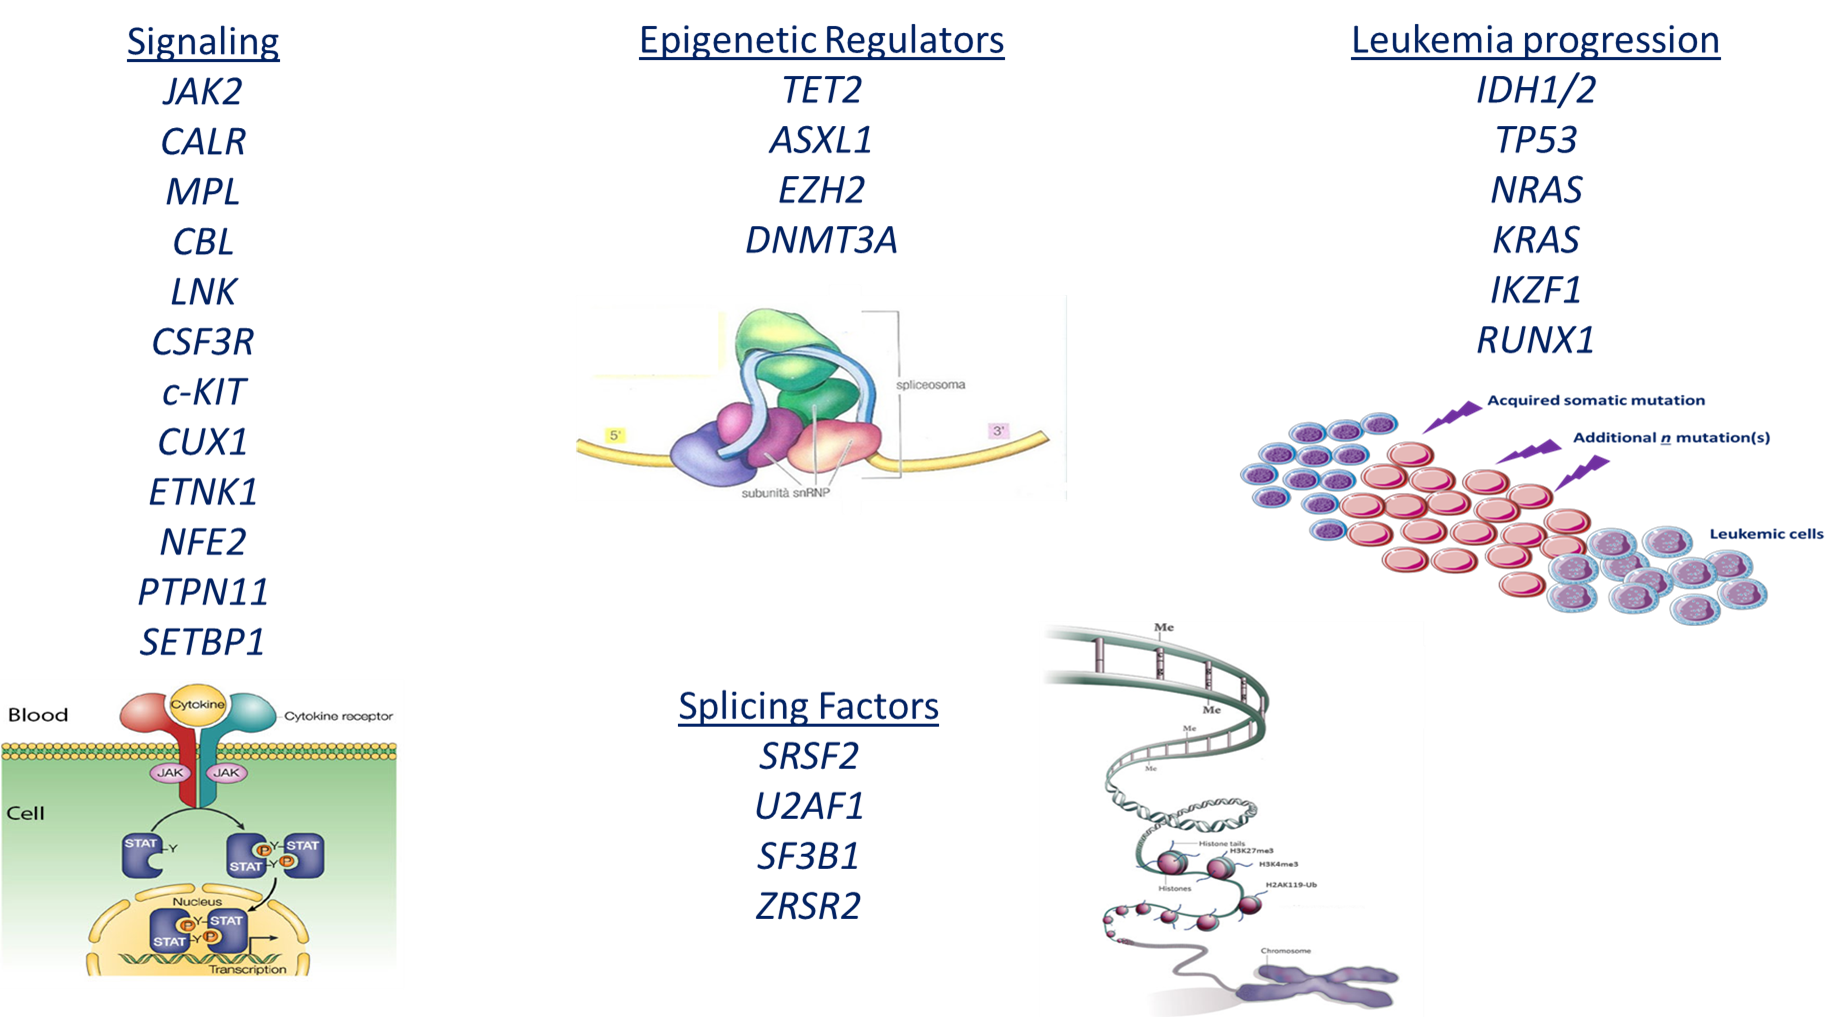 Signaling
JAK2
CALR
MPL
CBL
LNK
CSF3R
c-KIT
CUX1
ETNK1
NFE2
PTPN11
SETBP1
Blood
Cytokine
Cytokine receptor
JAK
JAK
Cell
STAT
Y
P
Y
STAT
STAT
Y
P
Nucleus
P
Y
STAT
STAT
Y
P
Transcription
Epigenetic Regulators
TET2
ASXL1
EZH2
DNMT3A
spliceosoma
5'
3'
subunità snRNP
Splicing Factors
SRSF2
U2AF1
SF3B1
ZRSR2
Leukemia progression
IDH1/2
TP53
NRAS
KRAS
IKZF1
RUNX1
Acquired somatic mutation
Additional n mutation(s)
Leukemic cells
Me
Me
Me
Me
Histone tails
H3K27me3
H3K4me3
Histones
H2AK119-Ub
Chromosome